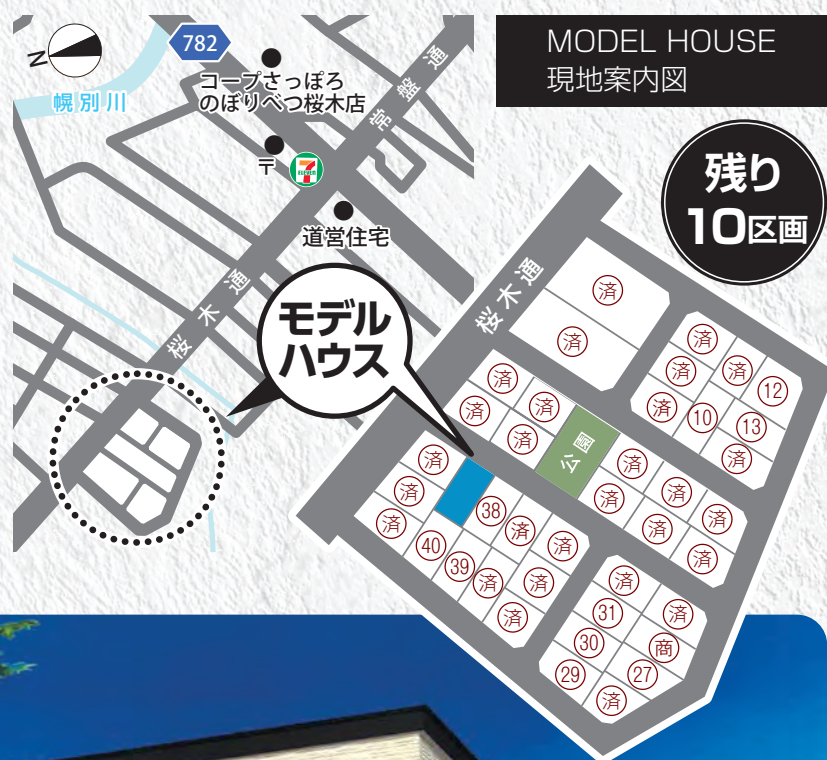 MODEL HOUSE
現地案内図
残り
10区画
N
782
コープさっぽろ
のぼりべつ桜木店
幌別川
常盤通
〒
7
ELEVEN
道営住宅
桜木通
モデル
ハウス
桜木通
済
済
済
済
済
12
済
10
13
済
済
済
済
済
公園
済
済
済
済
済
済
済
済
済
38
済
済
40
39
済
済
済
済
31
済
30
商
29
27
済